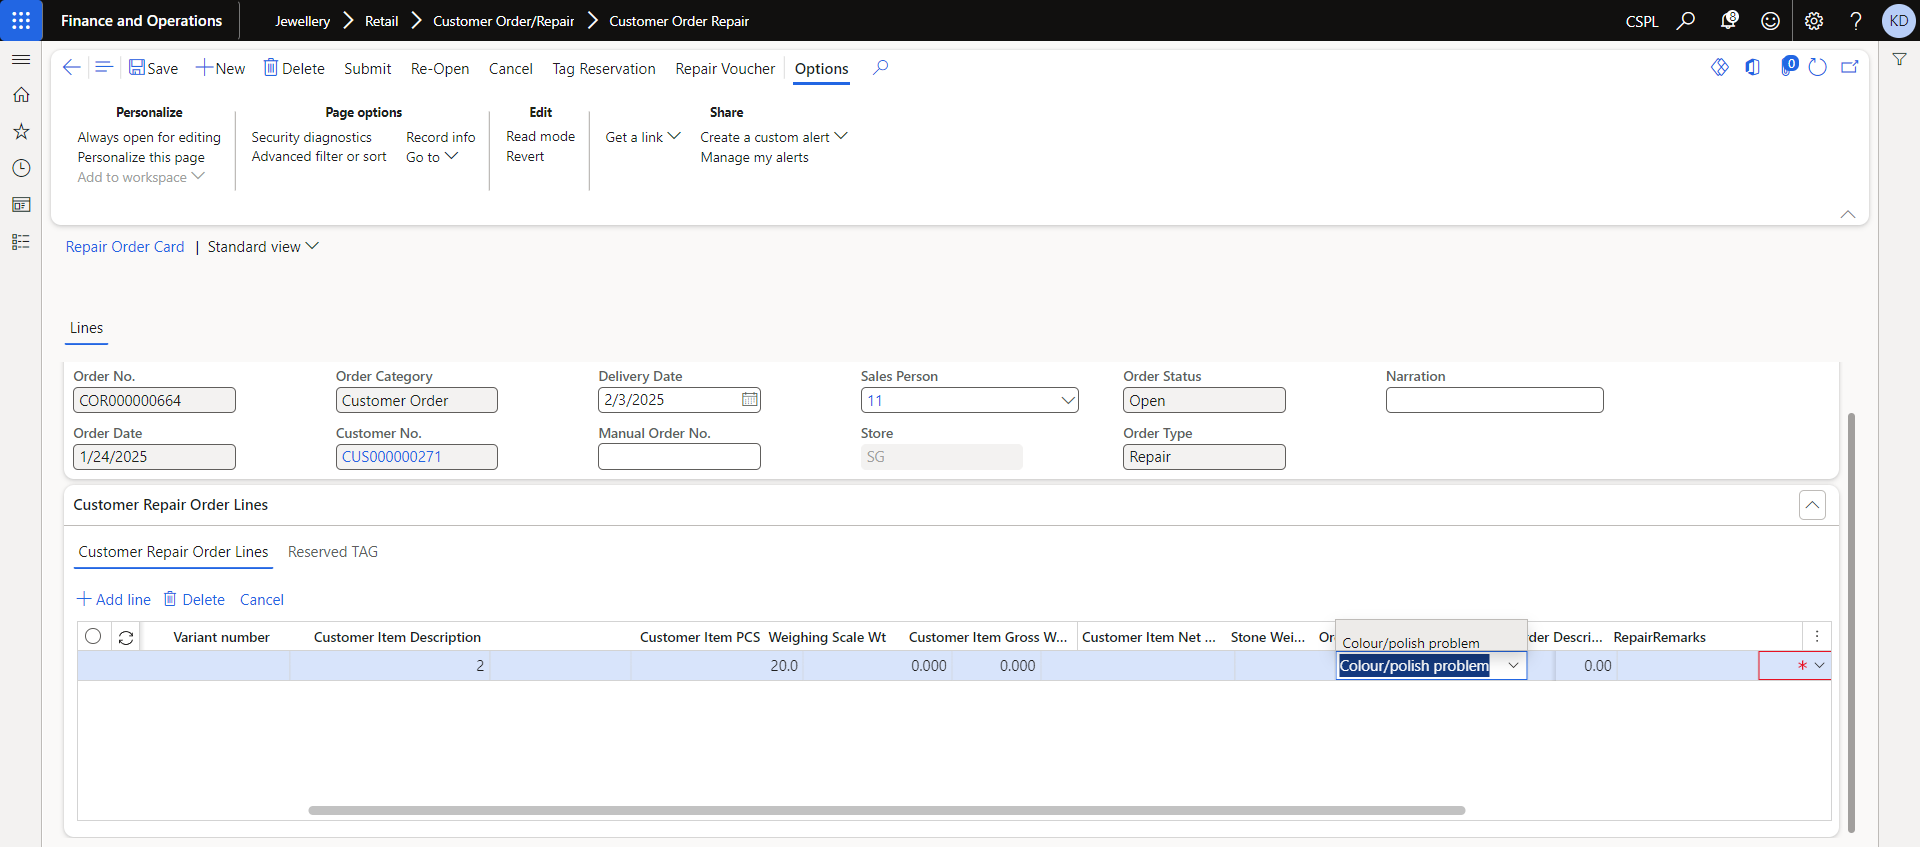 Finance and Operations
Jewellery
Retail
Customer Order/Repair
Customer Order Repair
CSPL
8
?
KD
Save
New
Delete
Submit
Re-Open
Cancel
Tag Reservation
Repair Voucher
Options
0
Personalize
Page options
Edit
Share
Always open for editing
Personalize this page
Add to workspace
Security diagnostics
Advanced filter or sort
Record info
Go to
Read mode
Revert
Get a link
Create a custom alert
Manage my alerts
Repair Order Card | Standard view
Lines
Order No.
Order Category
Delivery Date
Sales Person
Order Status
Narration
COR000000664
Customer Order
2/3/2025
11
Open
Order Date
Customer No.
Manual Order No.
Store
Order Type
1/24/2025
CUS000000271
SG
Repair
Customer Repair Order Lines
Customer Repair Order Lines
Reserved TAG
Add line
Delete
Cancel
Variant number
Customer Item Description
Customer Item PCS
Weighing Scale Wt
Customer Item Gross W...
Customer Item Net ...
Stone Wei...
Colour/polish problem
Descri...
RepairRemarks
2
20.0
0.000
0.000
Colour/polish problem
0.00
*